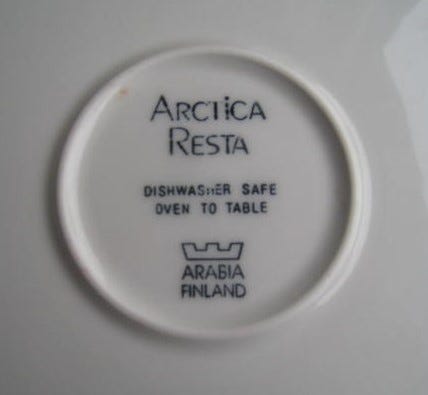 ARCTICA
RESTA
DISHWASHER SAFE
OVEN TO TABLE
ARABIA
FINLAND